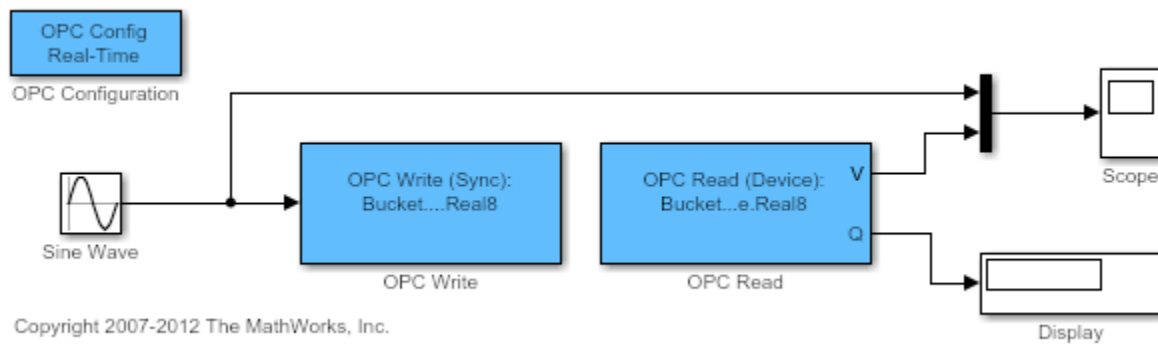 OPC Config
Real-Time
OPC Configuration
Sine Wave
OPC Write (Sync):
Bucket....Real8
OPC Write
OPC Read (Device):
Bucket...e.Real8
V
Q
OPC Read
Scope
Display
Copyright 2007-2012 The MathWorks, Inc.